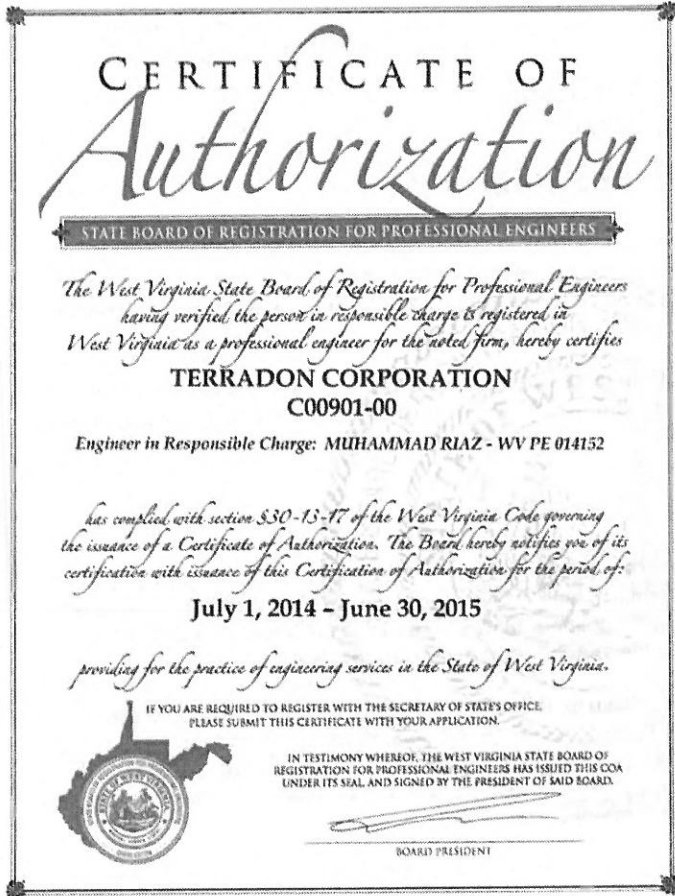 CERTIFICATE OF
Authorization
STATE BOARD OF REGISTRATION FOR PROFESSIONAL ENGINEERS
The West Virginia State Board of Registration for Professional Engineers
having verified the person in responsible charge is registered in
West Virginia as a professional engineer for the noted firm, hereby certifies
TERRADON CORPORATION
C00901-00
Engineer in Responsible Charge: MUHAMMAD RIAZ - WV PE 014152
has complied with section §30-13-17 of the West Virginia Code governing
the issuance of a Certificate of Authorization. The Board hereby notifies you of its
certification with issuance of this Certification of Authorization for the period of:
July 1, 2014 – June 30, 2015
providing for the practice of engineering services in the State of West Virginia.
IF YOU ARE REQUIRED TO REGISTER WITH THE SECRETARY OF STATE'S OFFICE,
PLEASE SUBMIT THIS CERTIFICATE WITH YOUR APPLICATION.
IN TESTIMONY WHEREOF, THE WEST VIRGINIA STATE BOARD OF
REGISTRATION FOR PROFESSIONAL ENGINEERS HAS ISSUED THIS COA
UNDER ITS SEAL, AND SIGNED BY THE PRESIDENT OF SAID BOARD.
STATE OF WEST VIRGINIA
BOARD PRESIDENT